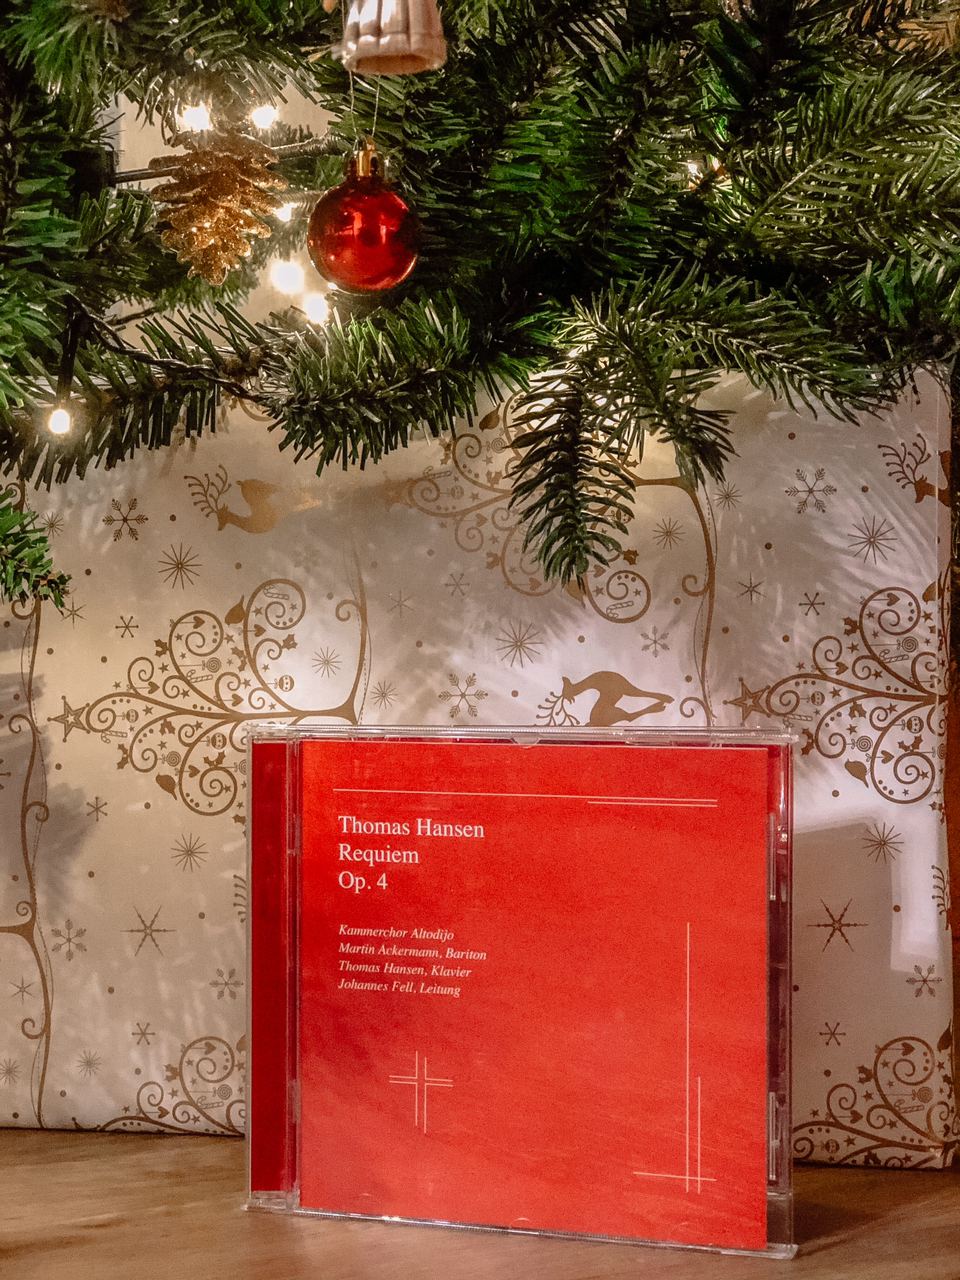 Thomas Hansen
Requiem
Op. 4
Kammerchor Altodijo
Martin Ackermann, Bariton
Thomas Hansen, Klavier
Johannes Fell, Leitung